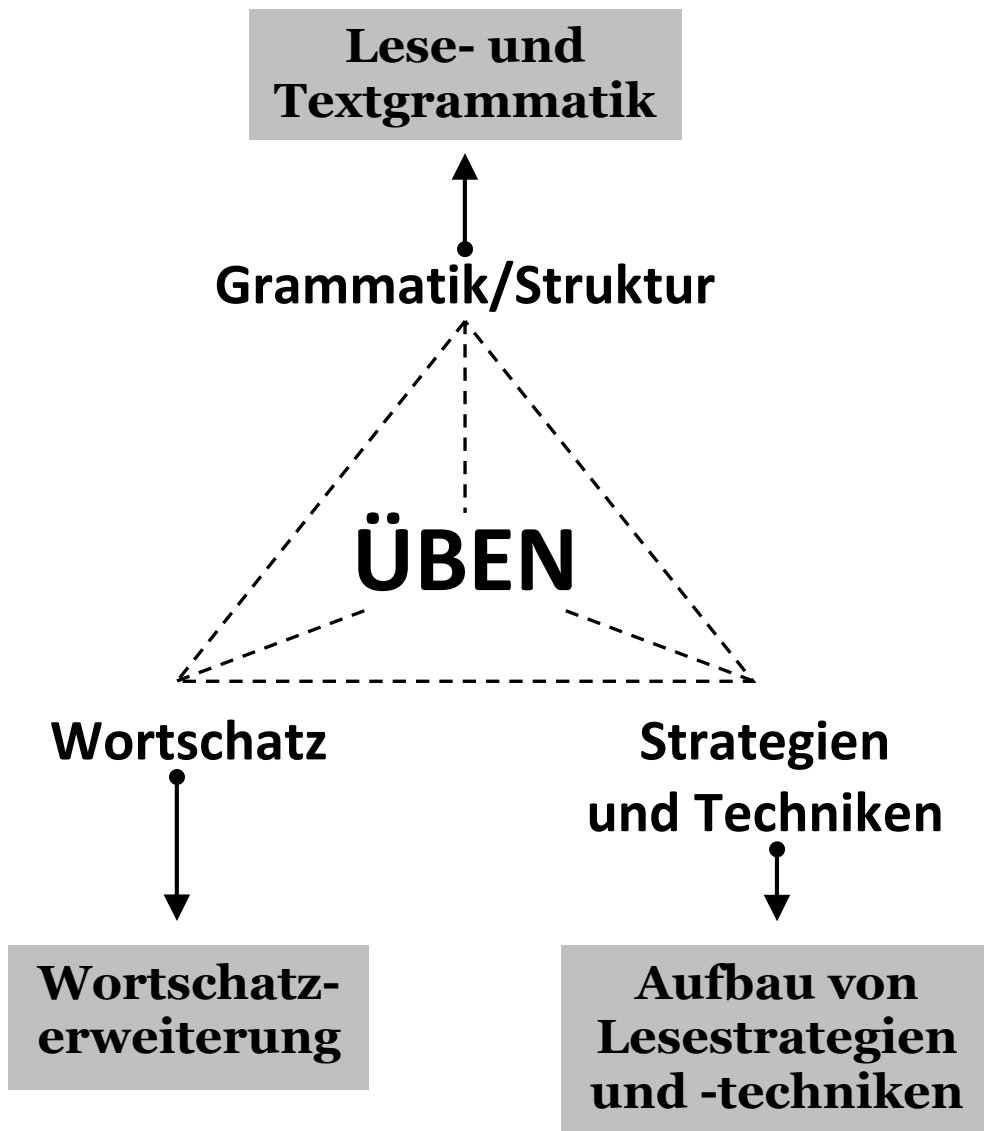 Lese- und
Textgrammatik
Grammatik/Struktur
ÜBEN
Wortschatz
Strategien
und Techniken
Wortschatz-
erweiterung
Aufbau von
Lesestrategien
und -techniken